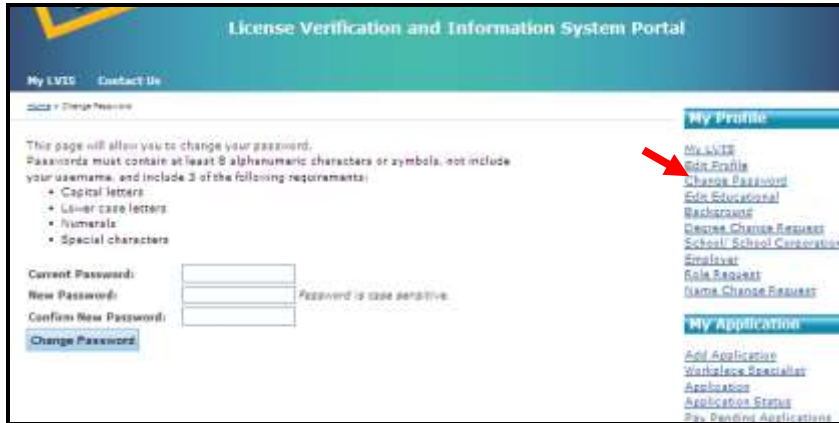 License Verification and Information System Portal
My LVIS Contact Us
Home > Change Password
This page will allow you to change your password.
Passwords must contain at least 8 alphanumeric characters or symbols, not include
your username, and include 3 of the following requirements:
• Capital letters
• Lower case letters
• Numerals
• Special characters
Current Password:
New Password: Password is case sensitive.
Confirm New Password:
Change Password
My Profile
My LVIS
Edit Profile
Change Password
Edit Educational
Background
Degree Change Request
School/ School Corporation
Employer
Role Request
Name Change Request
My Application
Add Application
Workplace Specialist
Application
Application Status
Pay Pending Applications